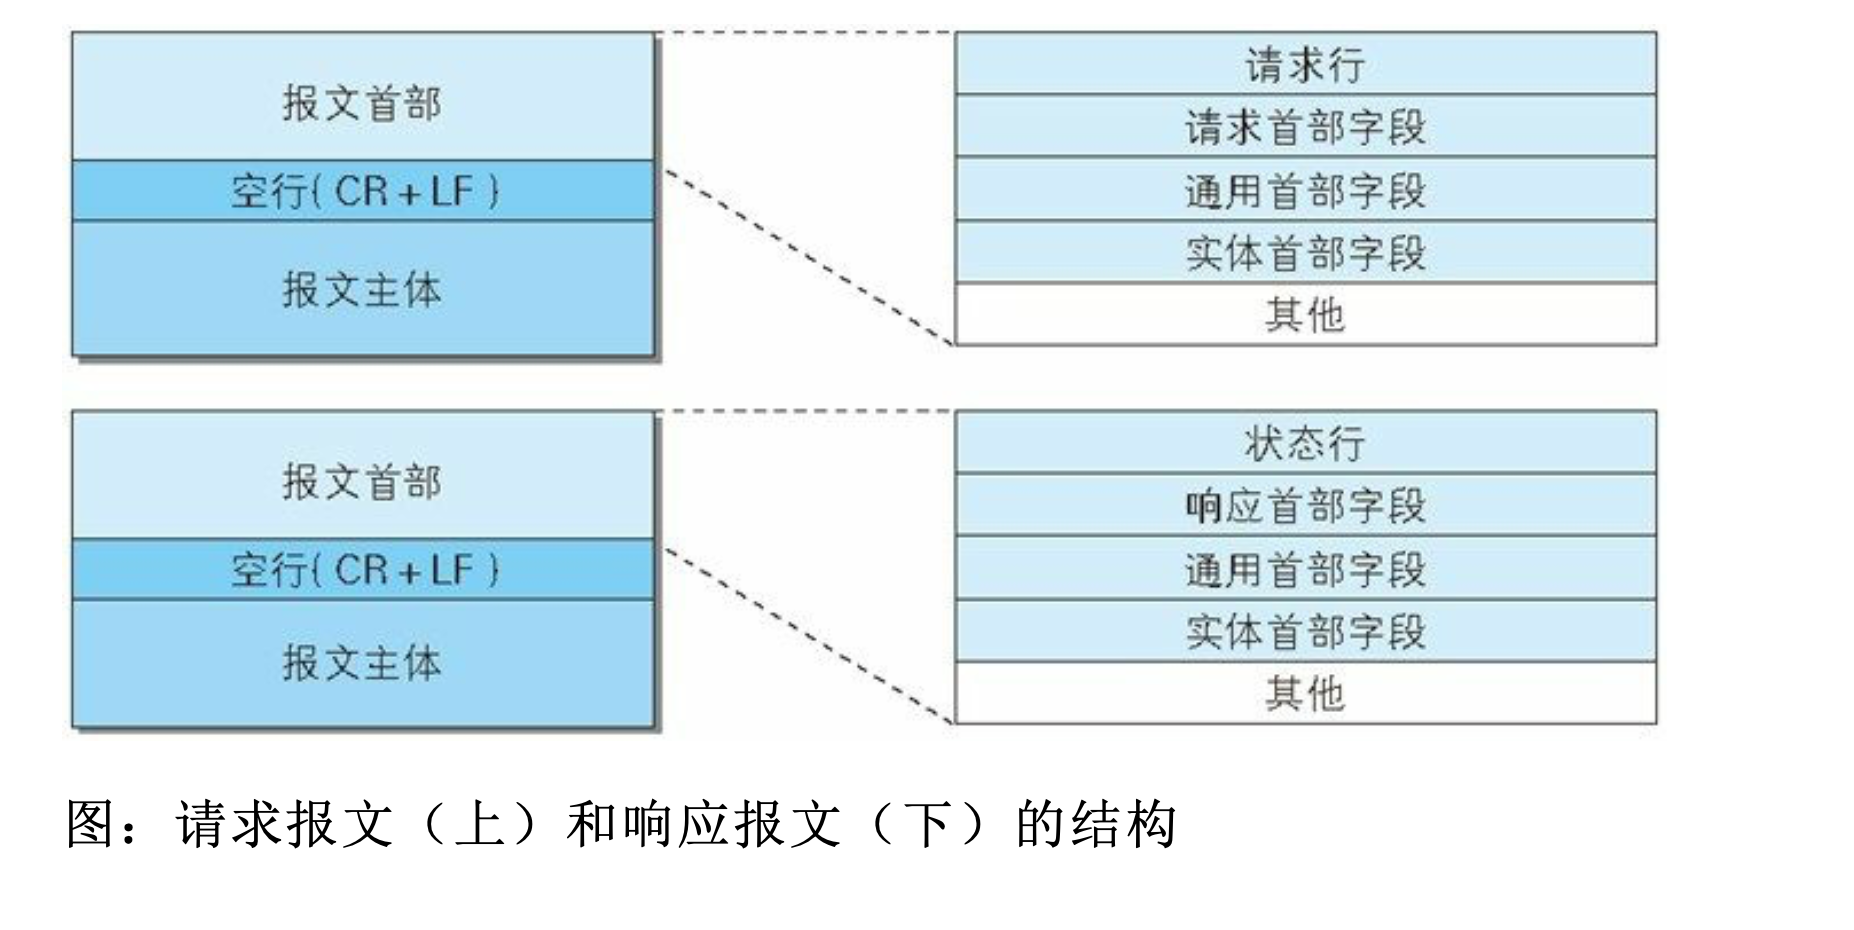 报文首部
空行(CR+LF)
报文主体
请求行
请求首部字段
通用首部字段
实体首部字段
其他
报文首部
空行(CR+LF)
报文主体
状态行
响应首部字段
通用首部字段
实体首部字段
其他
图：请求报文（上）和响应报文（下）的结构